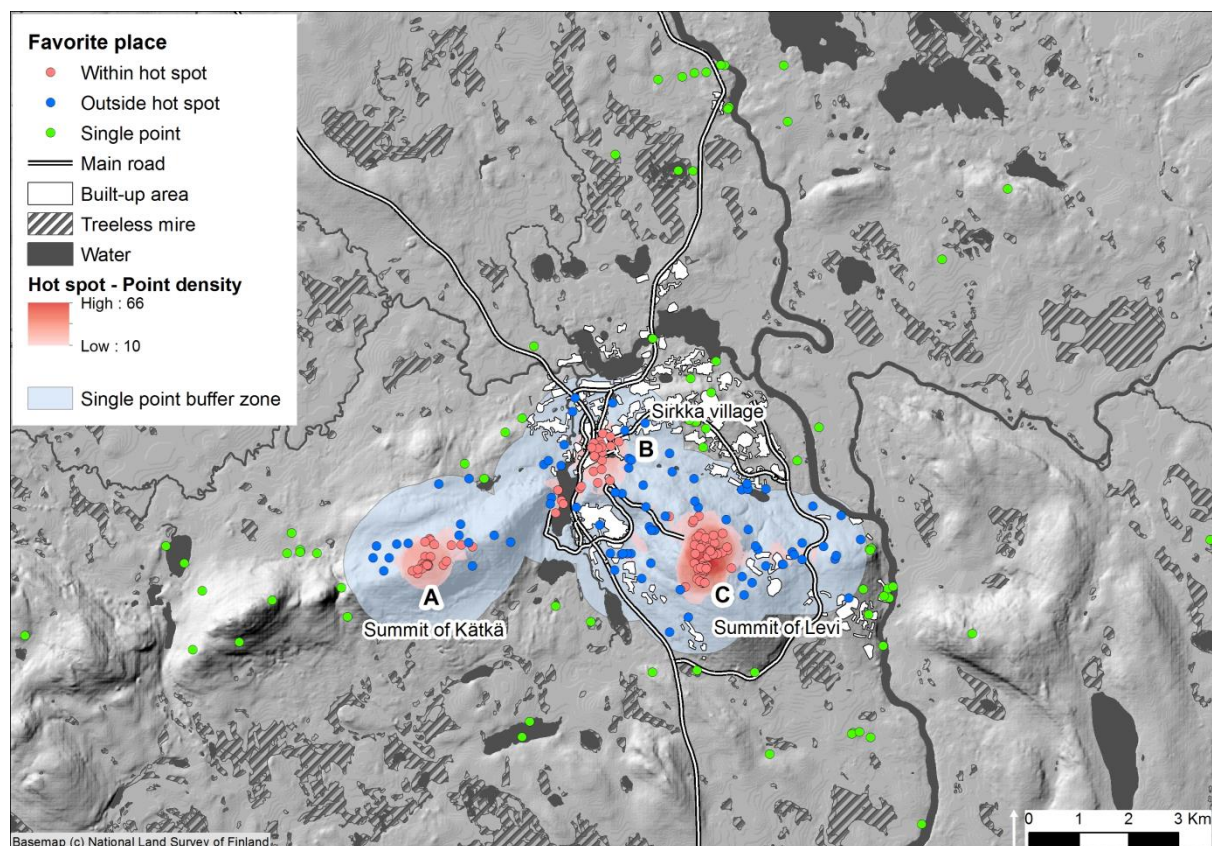 Favorite place
Within hot spot
Outside hot spot
Single point
Main road
Built-up area
Treeless mire
Water
Hot spot - Point density
High : 66
Low : 10
Single point buffer zone
Sirkka village
B
A
C
Summit of Kätkä
Summit of Levi
0 1 2 3 Km
Basemap (c) National Land Survey of Finland